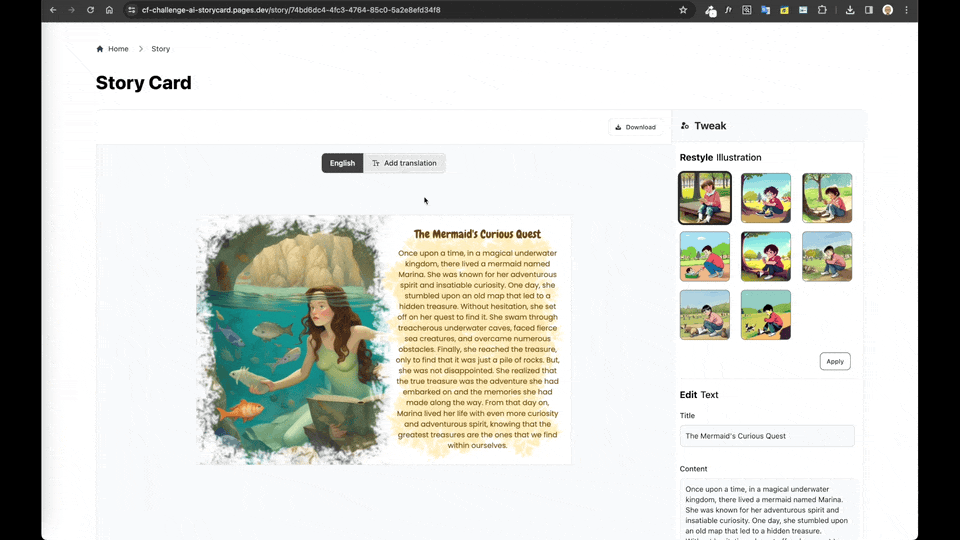 cf-challenge-ai-storycard.pages.dev/story/74bd6dc4-4fc3-4764-85c0-5a2e8efd34f8
Home > Story
Story Card
Download
English
Add translation
The Mermaid's Curious Quest
Once upon a time, in a magical underwater
kingdom, there lived a mermaid named
Marina. She was known for her adventurous
spirit and insatiable curiosity. One day, she
stumbled upon an old map that led to a
hidden treasure. Without hesitation, she set
off on her quest to find it. She swam through
treacherous underwater caves, faced fierce
sea creatures, and overcame numerous
obstacles. Finally, she reached the treasure,
only to find that it was just a pile of rocks. But,
she was not disappointed. She realized that
the true treasure was the adventure she had
embarked on and the memories she had
made along the way. From that day on,
Marina lived her life with even more curiosity
and adventurous spirit, knowing that the
greatest treasures are the ones that we find
within ourselves.
Tweak
Restyle Illustration
Apply
Edit Text
Title
The Mermaid's Curious Quest
Content
Once upon a time, in a magical underwater
kingdom, there lived a mermaid named Marina.
She was known for her adventurous spirit and
insatiable curiosity. One day, she stumbled upon
an old map that led to a hidden treasure.